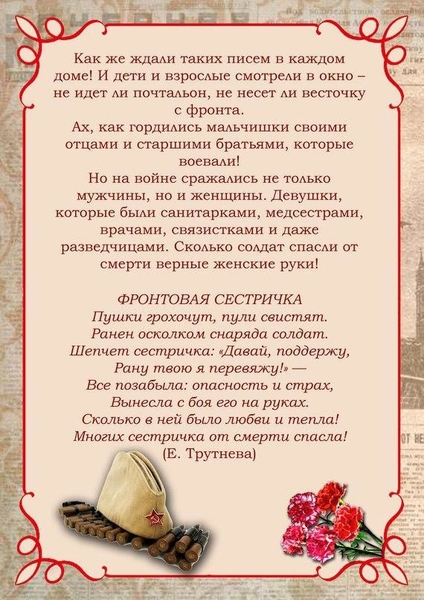 Как же ждали таких писем в каждом
доме! И дети и взрослые смотрели в окно –
не идет ли почтальон, не несет ли весточку
с фронта.
Ах, как гордились мальчишки своими
отцами и старшими братьями, которые
воевали!
Но на войне сражались не только
мужчины, но и женщины. Девушки,
которые были санитарками, медсестрами,
врачами, связистками и даже
разведчицами. Сколько солдат спасли от
смерти верные женские руки!
ФРОНТОВАЯ СЕСТРИЧКА
Пушки грохочут, пули свистят.
Ранен осколком снаряда солдат.
Шепчет сестричка: «Давай, поддержу,
Рану твою я перевяжу!» —
Все позабыла: опасность и страх,
Вынесла с боя его на руках.
Сколько в ней было любви и тепла!
Многих сестричка от смерти спасла!
(Е. Трутнева)